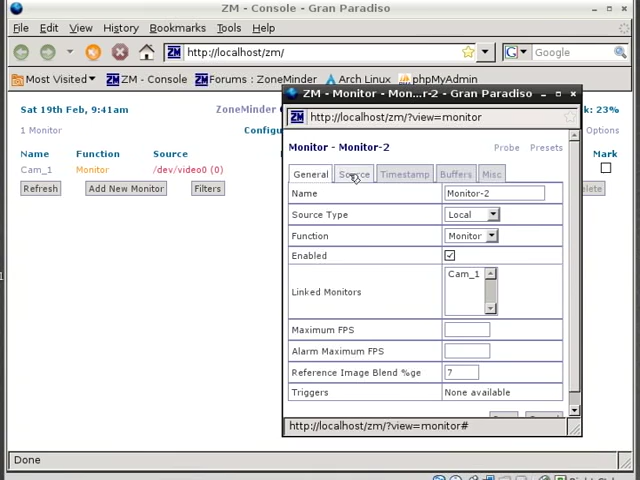 ZM - Console - Gran Paradiso
File Edit View History Bookmarks Tools Help
ZM http://localhost/zm/
G Google
Most Visited ZM ZM - Console ZM Forums : ZoneMinder Arch Linux phpMyAdmin
Sat 19th Feb, 9:41am
ZoneMinder
k: 23%
1 Monitor
Configu
Options
Name Function Source Mark
Cam_1 Monitor /dev/video0 (0)
Refresh Add New Monitor Filters
elete
ZM - Monitor - Mon...r-2 - Gran Paradiso
ZM http://localhost/zm/?view=monitor
Monitor - Monitor-2 Probe Presets
General Source Timestamp Buffers Misc
Name Monitor-2
Source Type Local
Function Monitor
Enabled
Linked Monitors Cam_1
Maximum FPS
Alarm Maximum FPS
Reference Image Blend %ge 7
Triggers None available
http://localhost/zm/?view=monitor#
Done